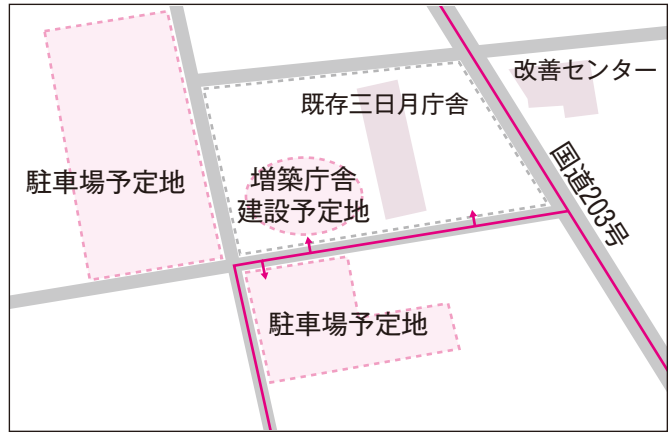 改善センター
既存三日月庁舎
国道203号
駐車場予定地
増築庁舎
建設予定地
駐車場予定地